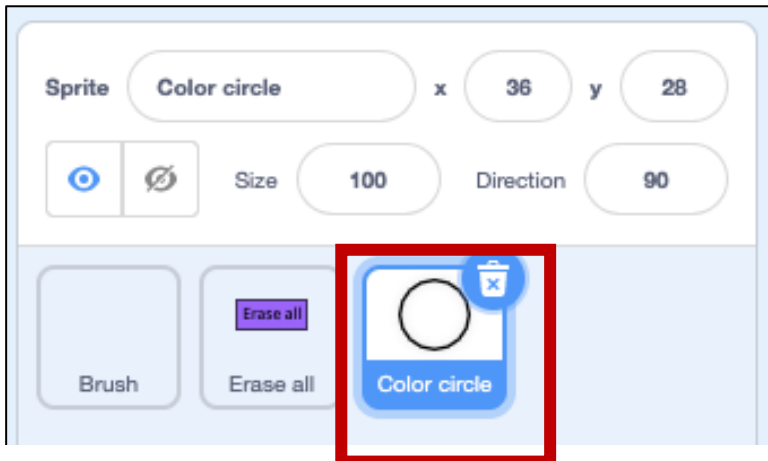 Sprite Color circle x 36 y 28
Size 100 Direction 90
Erase all
Brush Erase all Color circle